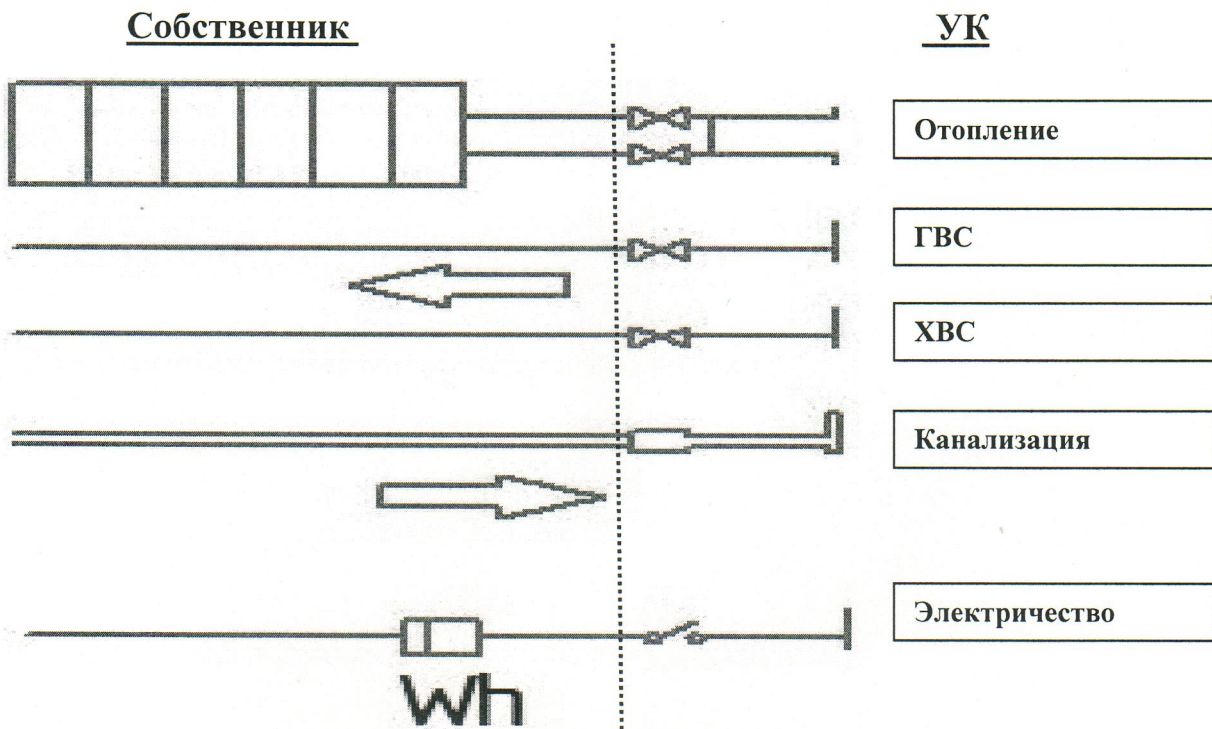 Собственник
УК
Отопление
ГВС
ХВС
Канализация
Электричество
Wh